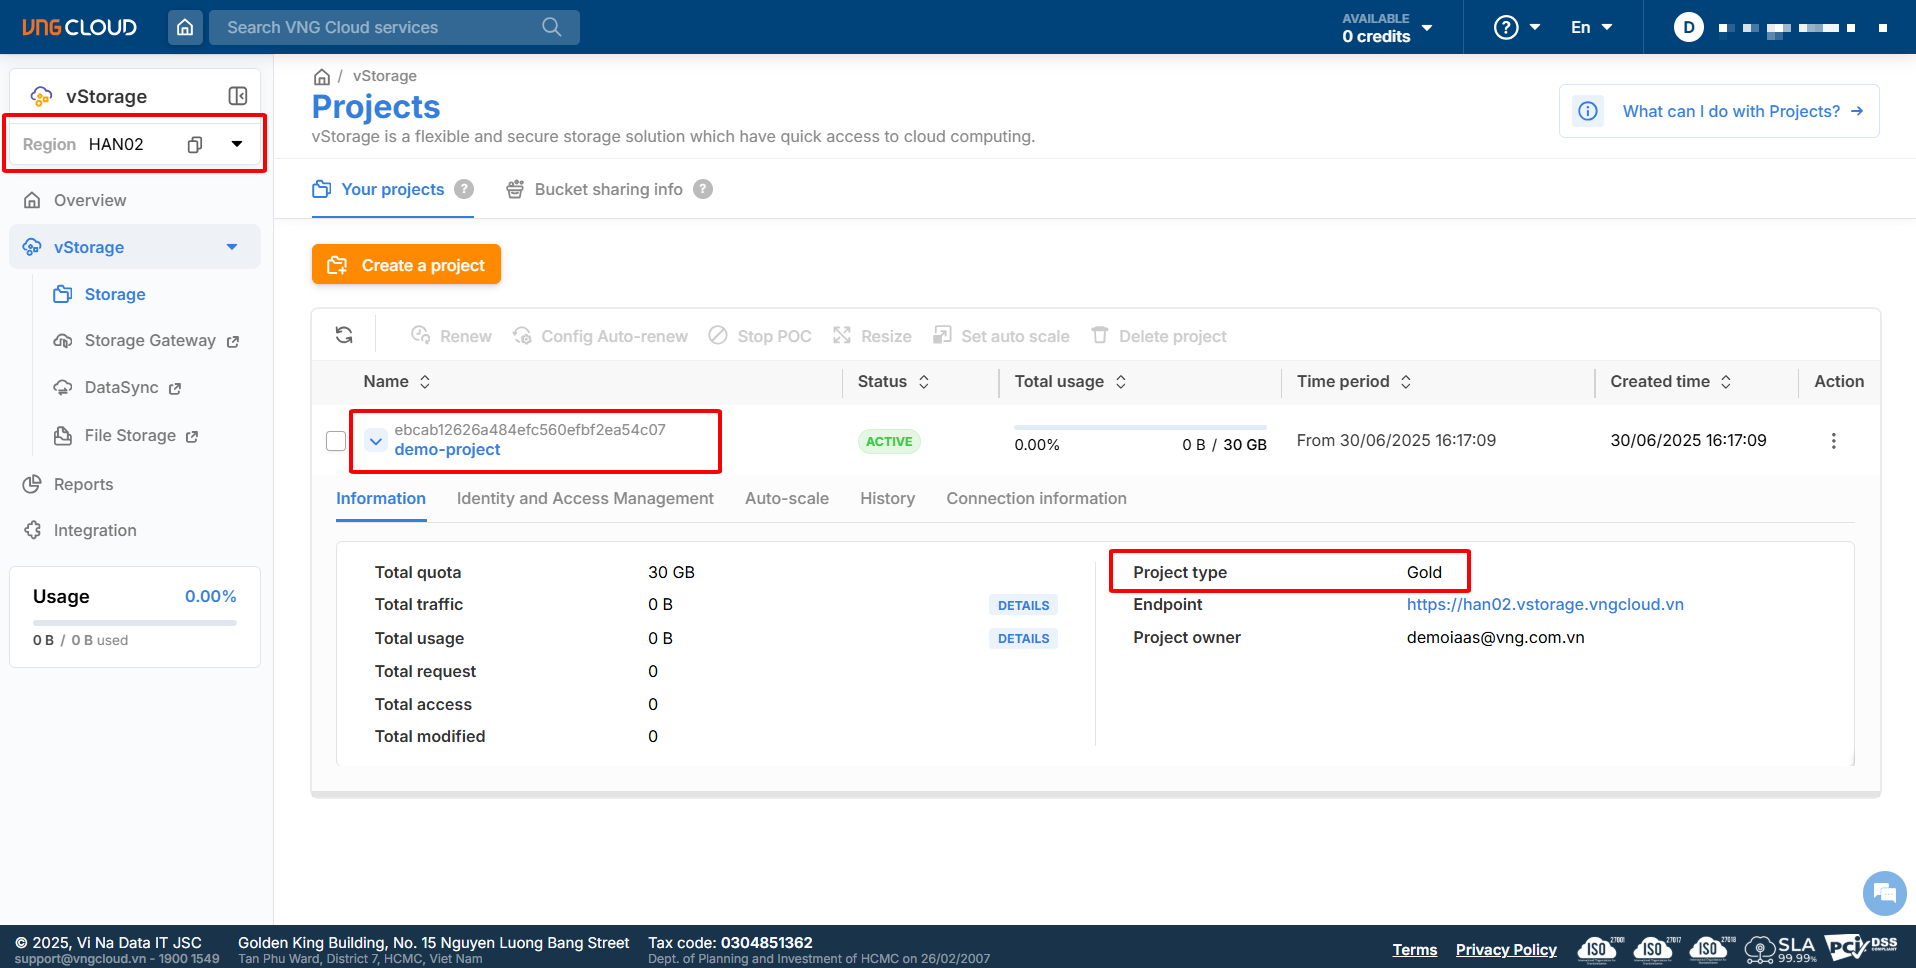 VNG CLOUD
Search VNG Cloud services
AVAILABLE
0 credits
?
En
D
vStorage
Region HAN02
Overview
vStorage
Storage
Storage Gateway
DataSync
File Storage
Reports
Integration
Usage 0.00%
0 B / 0 B used
/ vStorage
Projects
vStorage is a flexible and secure storage solution which have quick access to cloud computing.
What can I do with Projects? →
Your projects ?
Bucket sharing info ?
Create a project
Renew Config Auto-renew Stop POC Resize Set auto scale Delete project
Name Status Total usage Time period Created time Action
ebcab12626a484efc560efbf2ea54c07
demo-project
ACTIVE
0.00% 0 B / 30 GB
From 30/06/2025 16:17:09
30/06/2025 16:17:09
Information Identity and Access Management Auto-scale History Connection information
Total quota 30 GB
Total traffic 0 B DETAILS
Total usage 0 B DETAILS
Total request 0
Total access 0
Total modified 0
Project type Gold
Endpoint https://han02.vstorage.vngcloud.vn
Project owner demoiaas@vng.com.vn
© 2025, Vi Na Data IT JSC
support@vngcloud.vn - 1900 1549
Golden King Building, No. 15 Nguyen Luong Bang Street
Tan Phu Ward, District 7, HCMC, Viet Nam
Tax code: 0304851362
Dept. of Planning and Investment of HCMC on 26/02/2007
Terms
Privacy Policy
ISO 27001
ISO 27017
ISO 27018
SLA
99.99%
PCI DSS
COMPLIANT